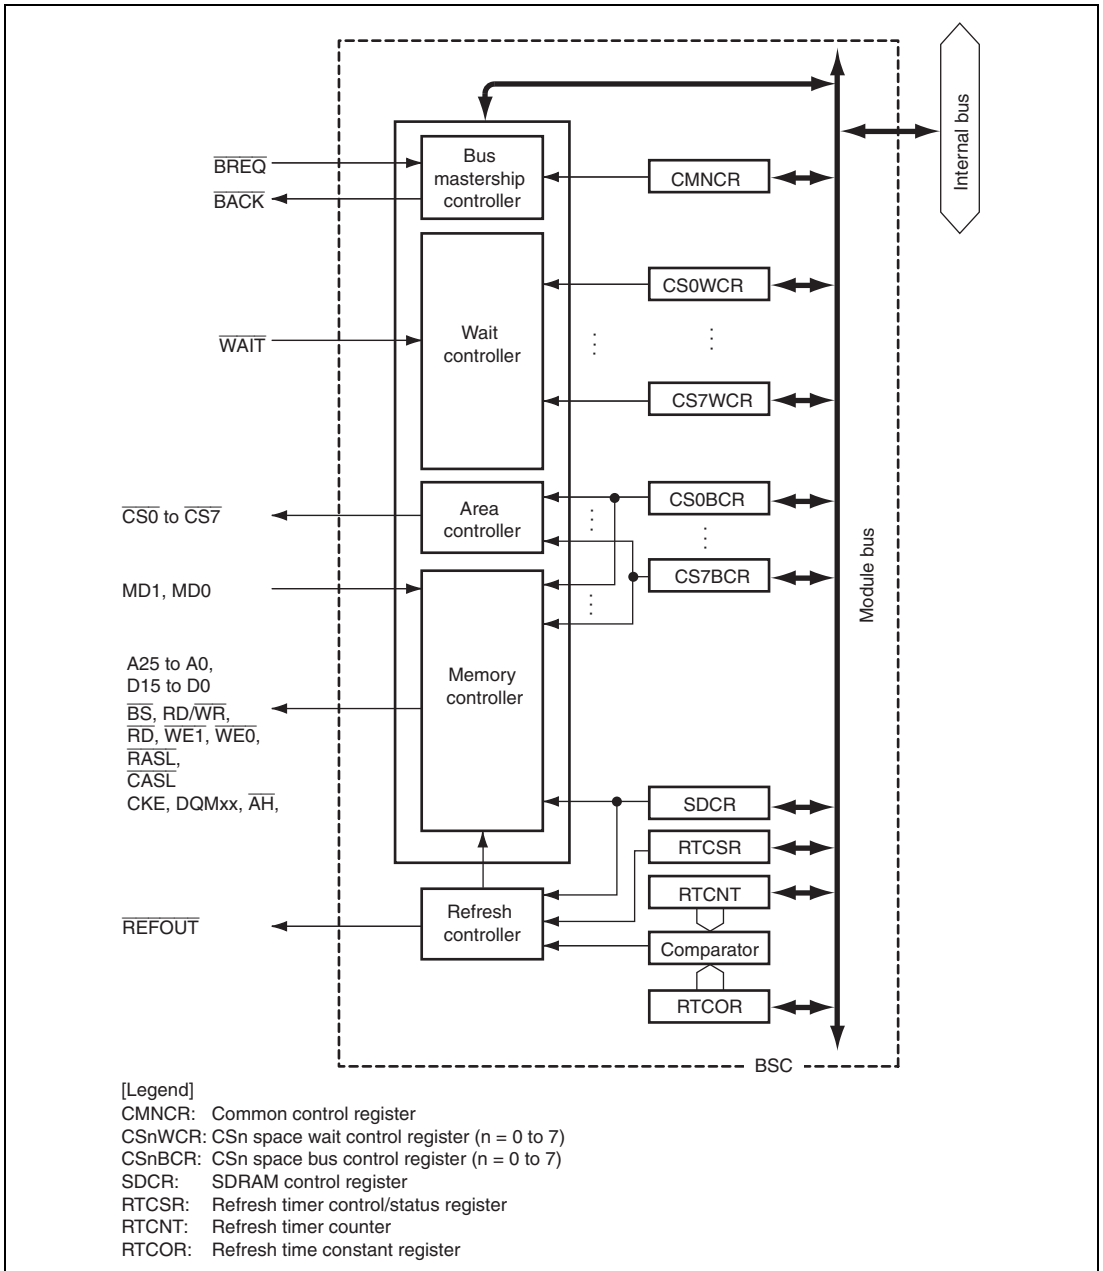 BREQ
BACK
Bus
mastership
controller
CMNCR
Internal bus
WAIT
Wait
controller
CS0WCR
CS7WCR
CS0 to CS7
Area
controller
CS0BCR
CS7BCR
Module bus
MD1, MD0
A25 to A0,
D15 to D0
BS, RD/WR,
RD, WE1, WE0,
RASL,
CASL
CKE, DQMxx, AH,
Memory
controller
SDCR
RTCSR
RTCNT
Comparator
RTCOR
REFOUT
Refresh
controller
BSC
[Legend]
CMNCR: Common control register
CSnWCR: CSn space wait control register (n = 0 to 7)
CSnBCR: CSn space bus control register (n = 0 to 7)
SDCR: SDRAM control register
RTCSR: Refresh timer control/status register
RTCNT: Refresh timer counter
RTCOR: Refresh time constant register